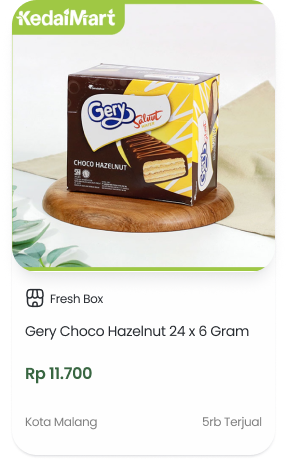 KedaiMart
Gery
Saluut
CHOCO HAZELNUT
Gery
Fresh Box
Gery Choco Hazelnut 24 x 6 Gram
Rp 11.700
Kota Malang
5rb Terjual